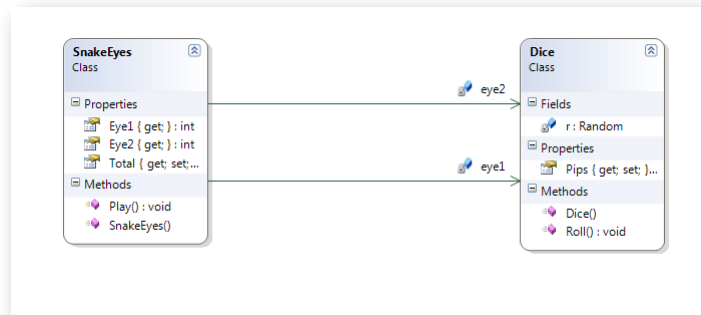 SnakeEyes
Class
Properties
Eye1 { get; } : int
Eye2 { get; } : int
Total { get; set;...
Methods
Play() : void
SnakeEyes()
eye2
eye1
Dice
Class
Fields
r : Random
Properties
Pips { get; set; }...
Methods
Dice()
Roll() : void